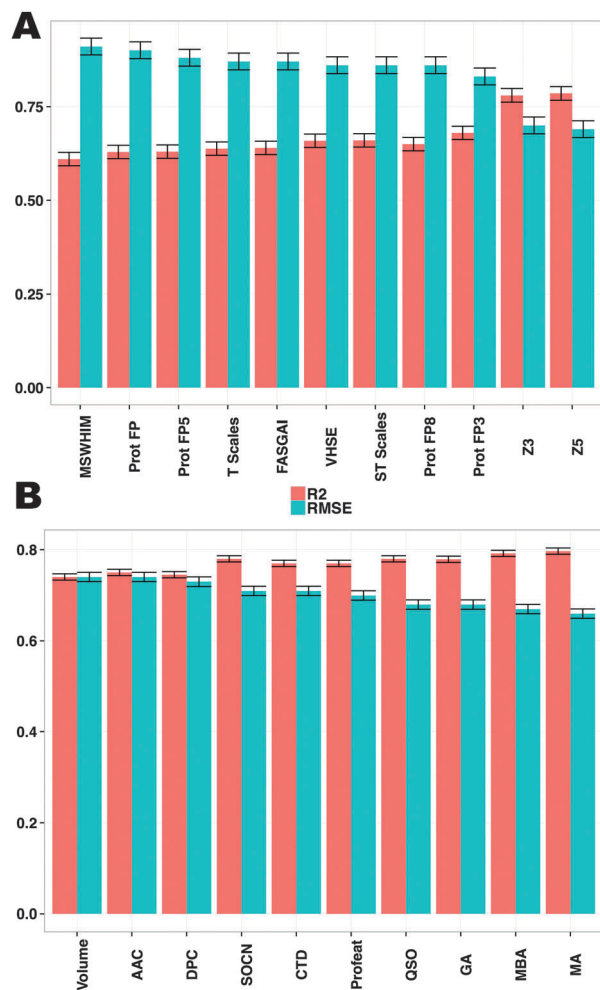 A
0.75
0.50
0.25
0.00
MSWHIM
Prot FP
Prot FP5
T Scales
FASGAI
VHSE
ST Scales
Prot FP8
Prot FP3
Z3
Z5
B
R2
RMSE
0.8
0.6
0.4
0.2
0.0
Volume
AAC
DPC
SOCN
CTD
Profeat
QSO
GA
MBA
MA